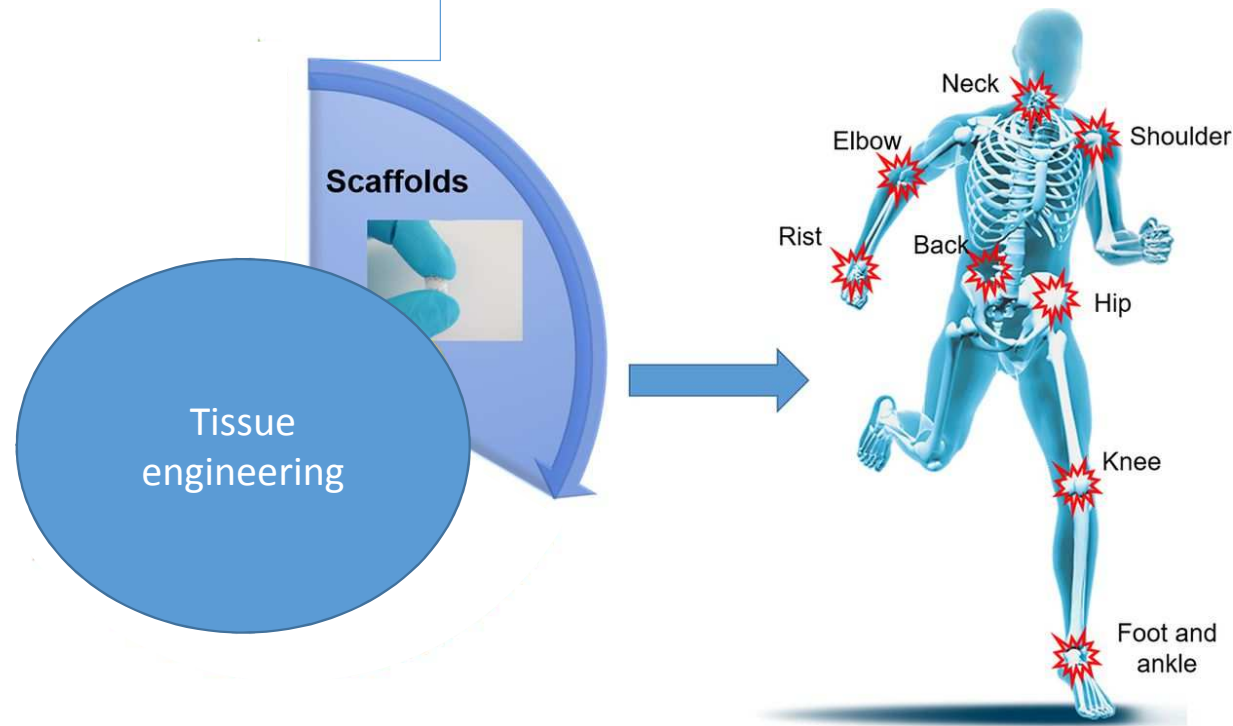 Scaffolds
Tissue
engineering
Neck
Shoulder
Elbow
Rist
Back
Hip
Knee
Foot and
ankle